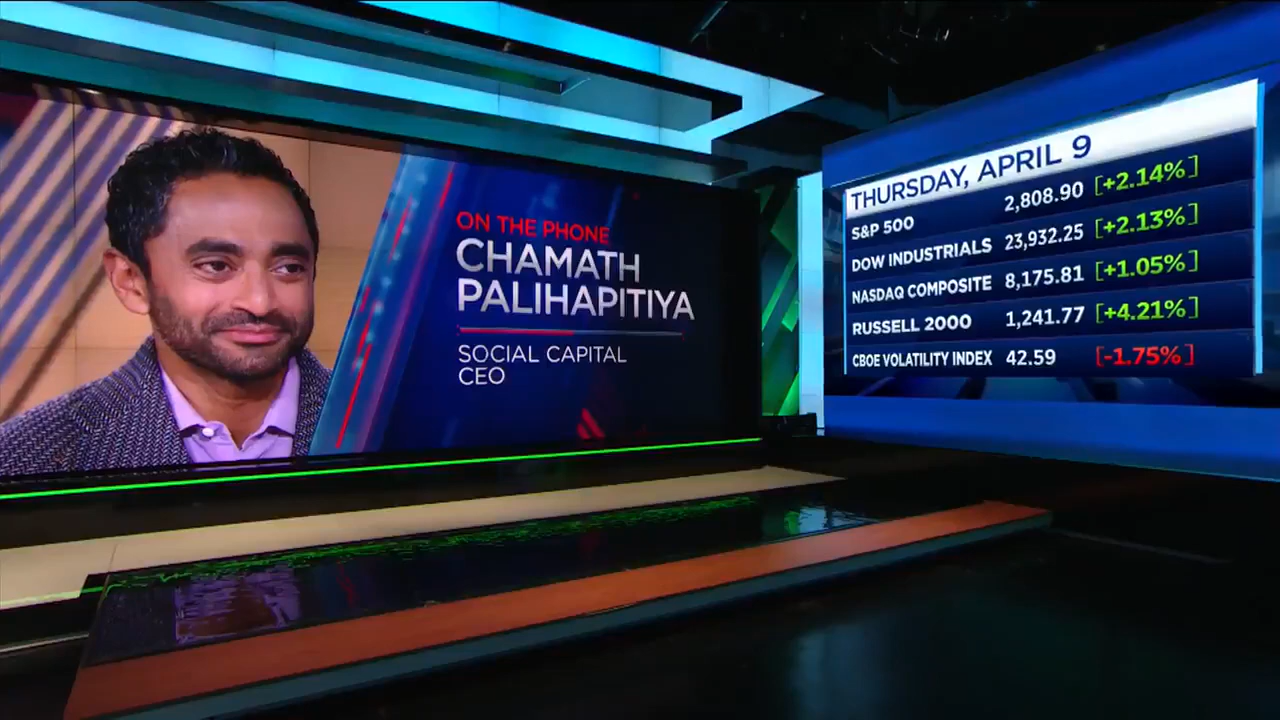 ON THE PHONE
CHAMATH
PALIHAPITIYA
SOCIAL CAPITAL
CEO
THURSDAY, APRIL 9
S&P 500 2,808.90 [+2.14%]
DOW INDUSTRIALS 23,932.25 [+2.13%]
NASDAQ COMPOSITE 8,175.81 [+1.05%]
RUSSELL 2000 1,241.77 [+4.21%]
CBOE VOLATILITY INDEX 42.59 [-1.75%]